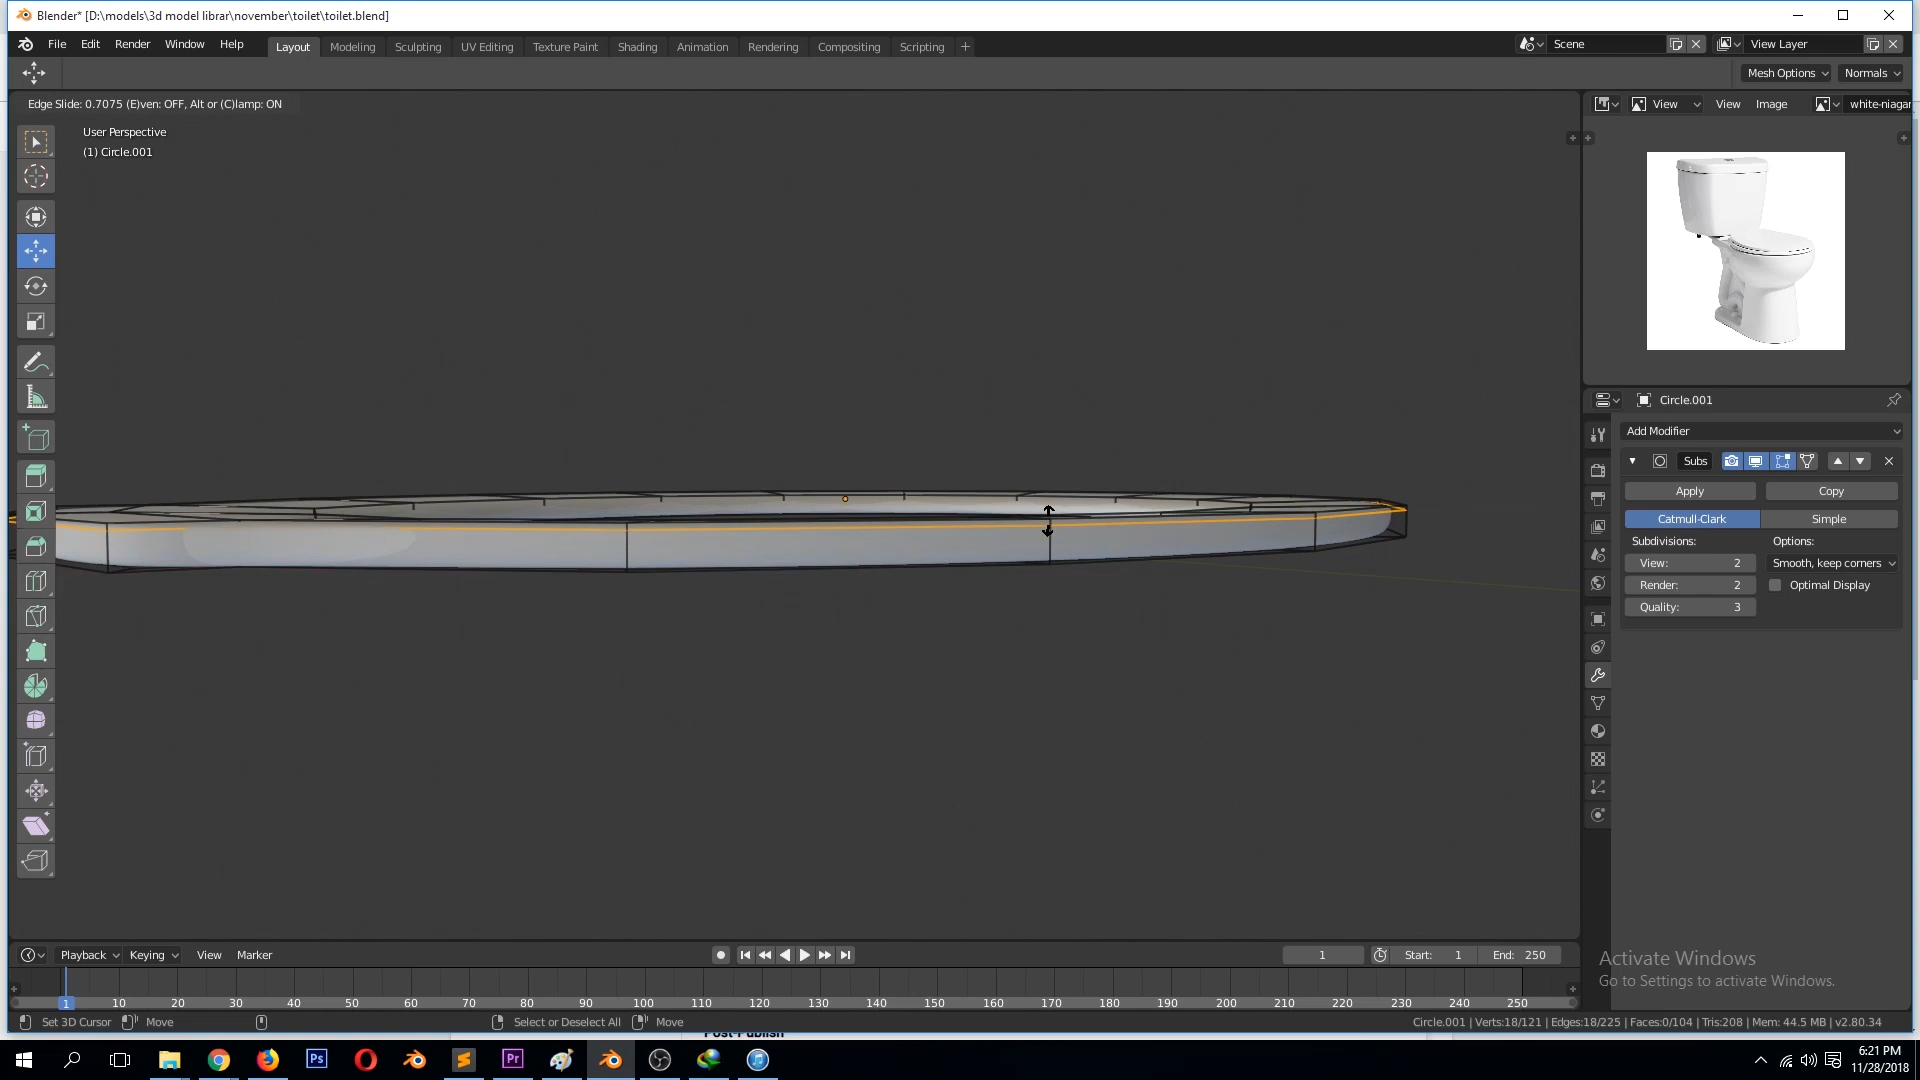 Blender* [D:\models\3d model librar\november\toilet\toilet.blend]
File Edit Render Window Help Layout Modeling Sculpting UV Editing Texture Paint Shading Animation Rendering Compositing Scripting + Scene View Layer
Mesh Options Normals
Edge Slide: 0.7075 (E)ven: OFF, Alt or (C)lamp: ON
View View Image white-niagar
User Perspective
(1) Circle.001
Circle.001
Add Modifier
Subs
Apply Copy
Catmull-Clark Simple
Subdivisions: Options:
View: 2 Smooth, keep corners
Render: 2 Optimal Display
Quality: 3
Playback Keying View Marker 1 Start: 1 End: 250
1 10 20 30 40 50 60 70 80 90 100 110 120 130 140 150 160 170 180 190 200 210 220 230 240 250
Activate Windows
Go to Settings to activate Windows.
Set 3D Cursor Move Select or Deselect All Move Circle.001 | Verts:18/121 | Edges:18/225 | Faces:0/104 | Tris:208 | Mem: 44.5 MB | v2.80.34
Post-Publish
Ps Pr
6:21 PM
11/28/2018